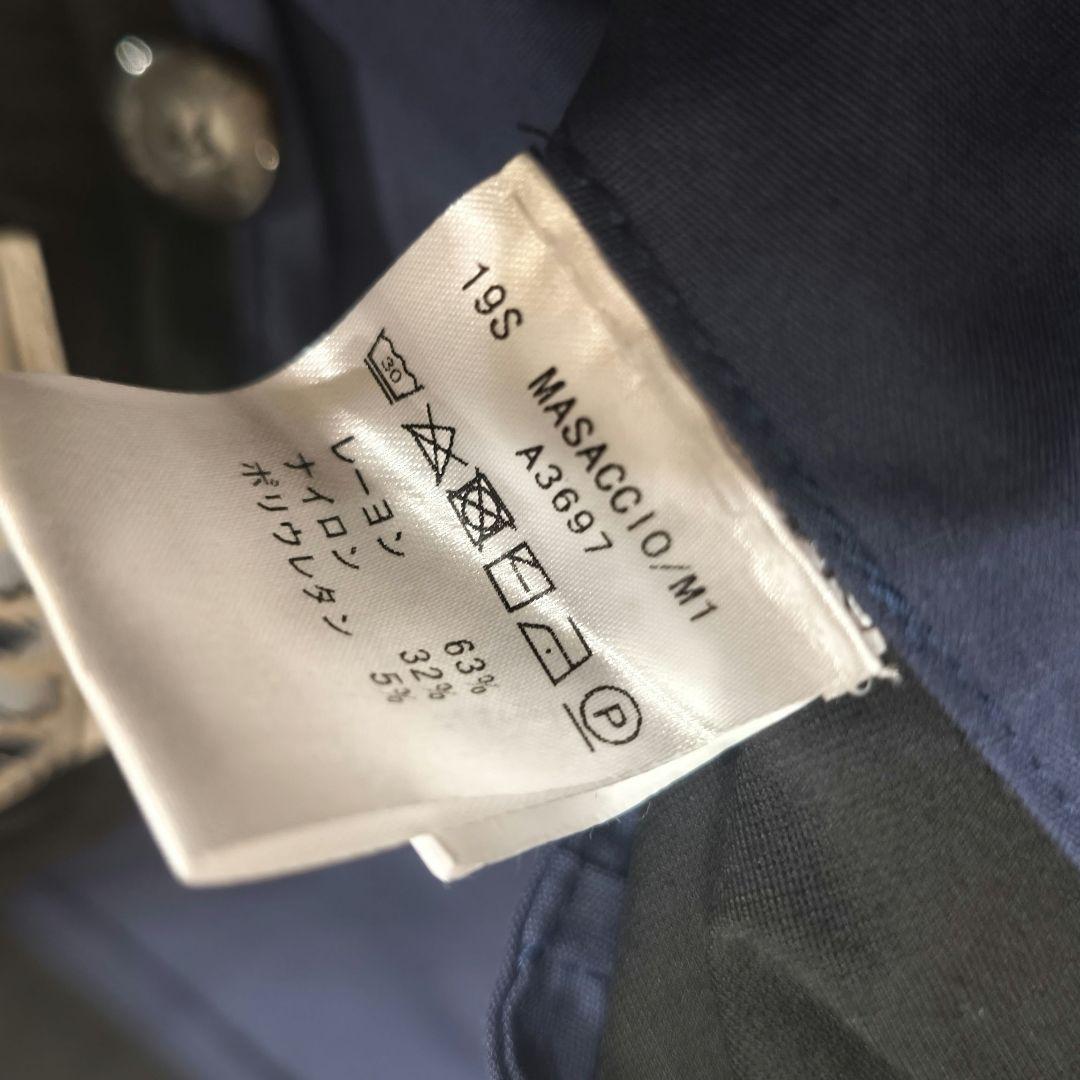 19S MASACCIO/M1
A3697
30
P
レーヨン 63%
ナイロン 32%
ポリウレタン 5%